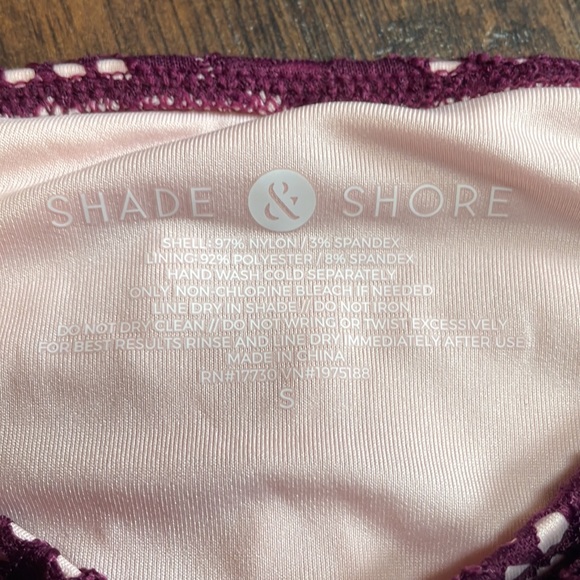 SHADE & SHORE
SHELL: 97% NYLON / 3% SPANDEX
LINING: 92% POLYESTER / 8% SPANDEX
HAND WASH COLD SEPARATELY
ONLY NON-CHLORINE BLEACH IF NEEDED
LINE DRY IN SHADE // DO NOT IRON
DO NOT DRY CLEAN // DO NOT WRING OR TWIST EXCESSIVELY
FOR BEST RESULTS RINSE AND LINE DRY IMMEDIATELY AFTER USE
MADE IN CHINA
RN#17730 VN#1975188
S